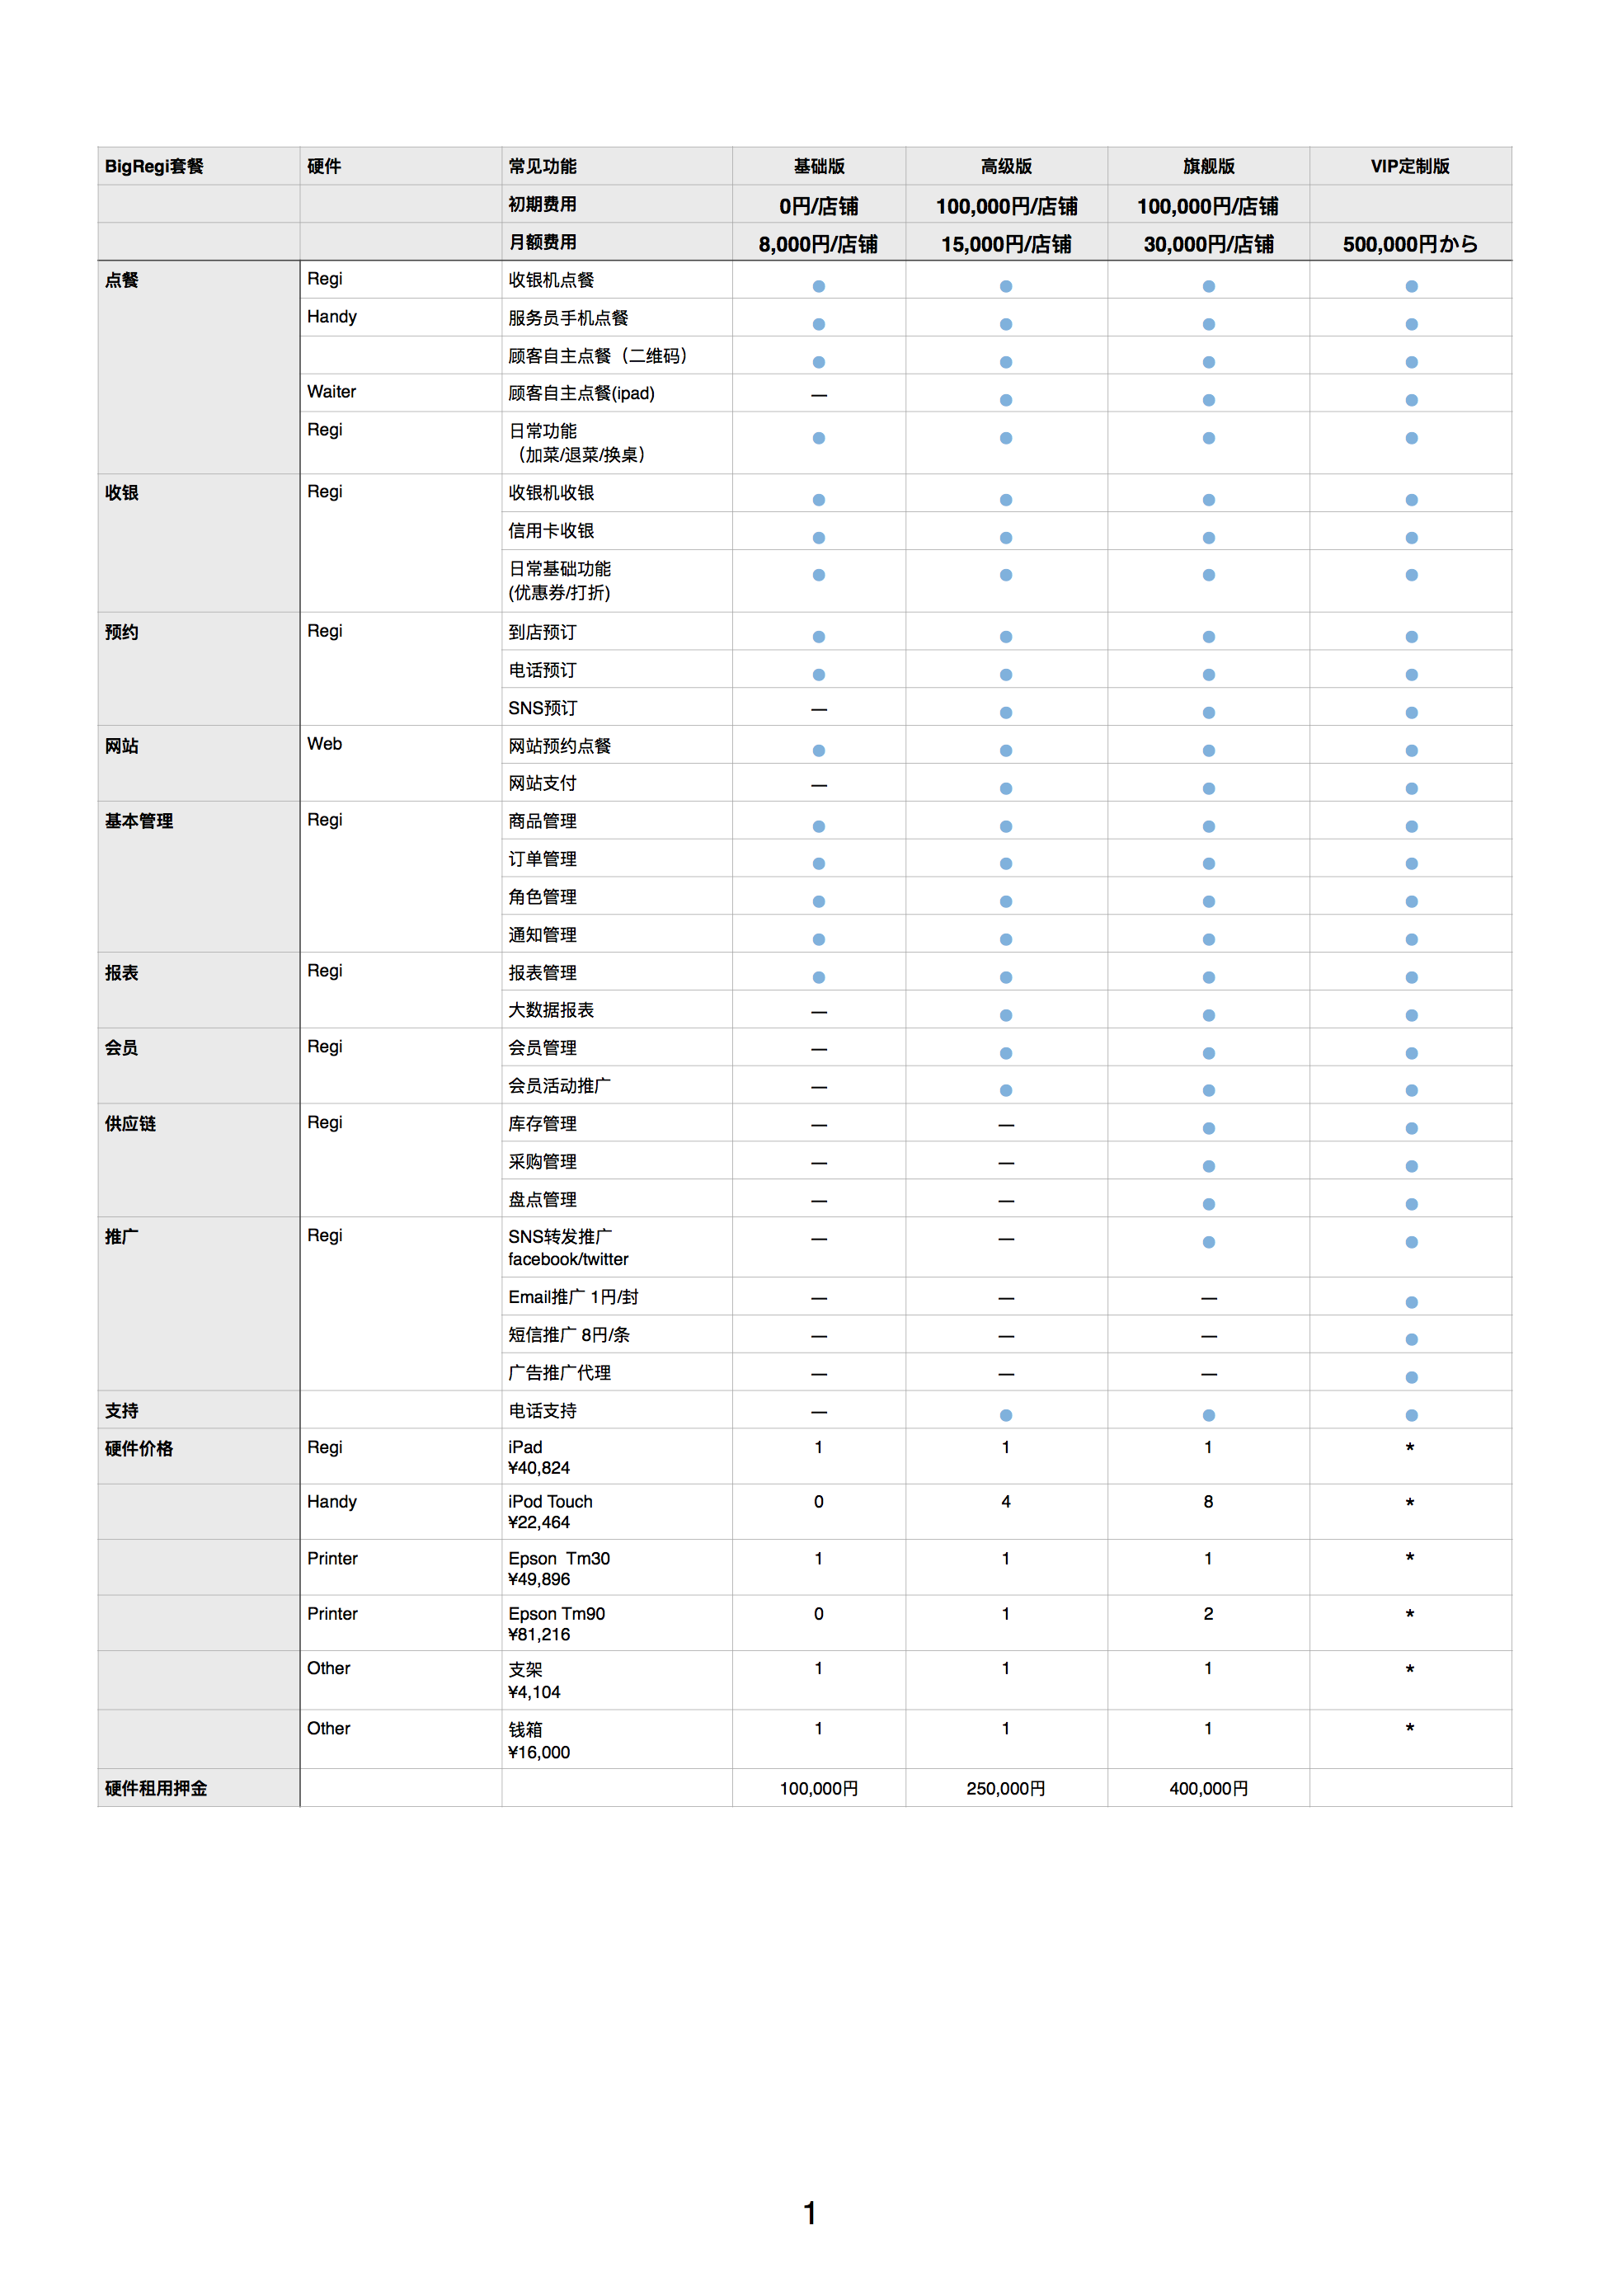 BigRegi套餐 硬件 常见功能 基础版 高级版 旗舰版 VIP定制版
初期费用 0円/店铺 100,000円/店铺 100,000円/店铺
月额费用 8,000円/店铺 15,000円/店铺 30,000円/店铺 500,000円から
点餐 Regi 收银机点餐 ● ● ● ●
Handy 服务员手机点餐 ● ● ● ●
顾客自主点餐（二维码） ● ● ● ●
Waiter 顾客自主点餐(ipad) — ● ● ●
Regi 日常功能 ● ● ● ●
（加菜/退菜/换桌）
收银 Regi 收银机收银 ● ● ● ●
信用卡收银 ● ● ● ●
日常基础功能 ● ● ● ●
(优惠券/打折)
预约 Regi 到店预订 ● ● ● ●
电话预订 ● ● ● ●
SNS预订 — ● ● ●
网站 Web 网站预约点餐 ● ● ● ●
网站支付 — ● ● ●
基本管理 Regi 商品管理 ● ● ● ●
订单管理 ● ● ● ●
角色管理 ● ● ● ●
通知管理 ● ● ● ●
报表 Regi 报表管理 ● ● ● ●
大数据报表 — ● ● ●
会员 Regi 会员管理 — ● ● ●
会员活动推广 — ● ● ●
供应链 Regi 库存管理 — — ● ●
采购管理 — — ● ●
盘点管理 — — ● ●
推广 Regi SNS转发推广 — — ● ●
facebook/twitter
Email推广 1円/封 — — — ●
短信推广 8円/条 — — — ●
广告推广代理 — — — ●
支持 电话支持 — ● ● ●
硬件价格 Regi iPad 1 1 1 *
¥40,824
Handy iPod Touch 0 4 8 *
¥22,464
Printer Epson Tm30 1 1 1 *
¥49,896
Printer Epson Tm90 0 1 2 *
¥81,216
Other 支架 1 1 1 *
¥4,104
Other 钱箱 1 1 1 *
¥16,000
硬件租用押金 100,000円 250,000円 400,000円
1